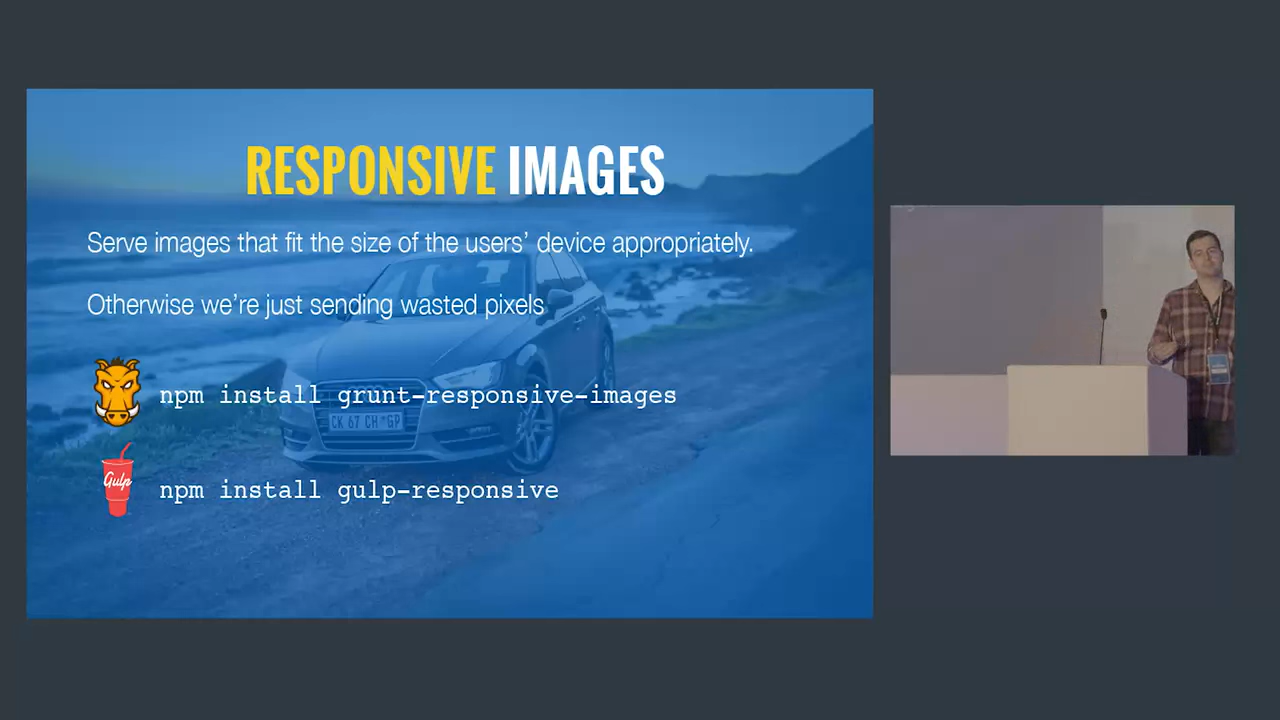 RESPONSIVE IMAGES
Serve images that fit the size of the users’ device appropriately.
Otherwise we’re just sending wasted pixels
npm install grunt-responsive-images
Gulp
npm install gulp-responsive
CK 67 CH*GP